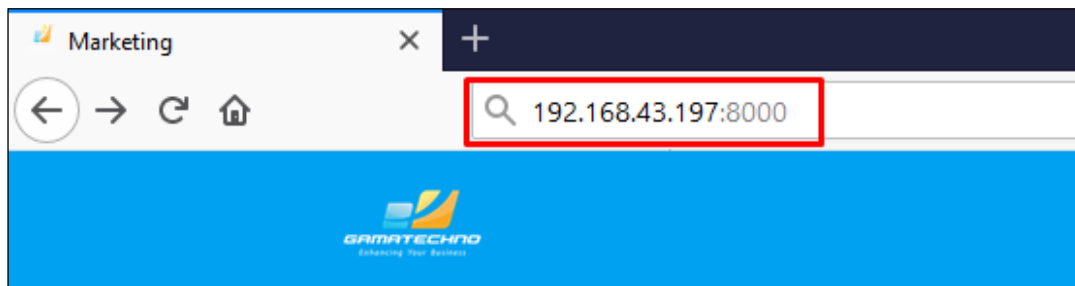 Marketing
192.168.43.197:8000
GAMATECHNO
Enhancing Your Business